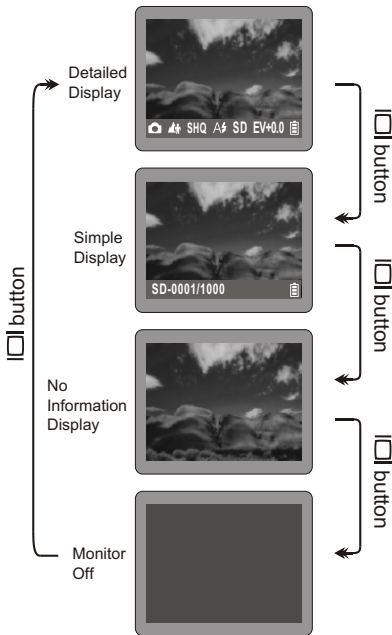 Detailed
Display
SHQ A SD EV+0.0
button
Simple
Display
SD-0001/1000
button
No
Information
Display
button
button
Monitor
Off